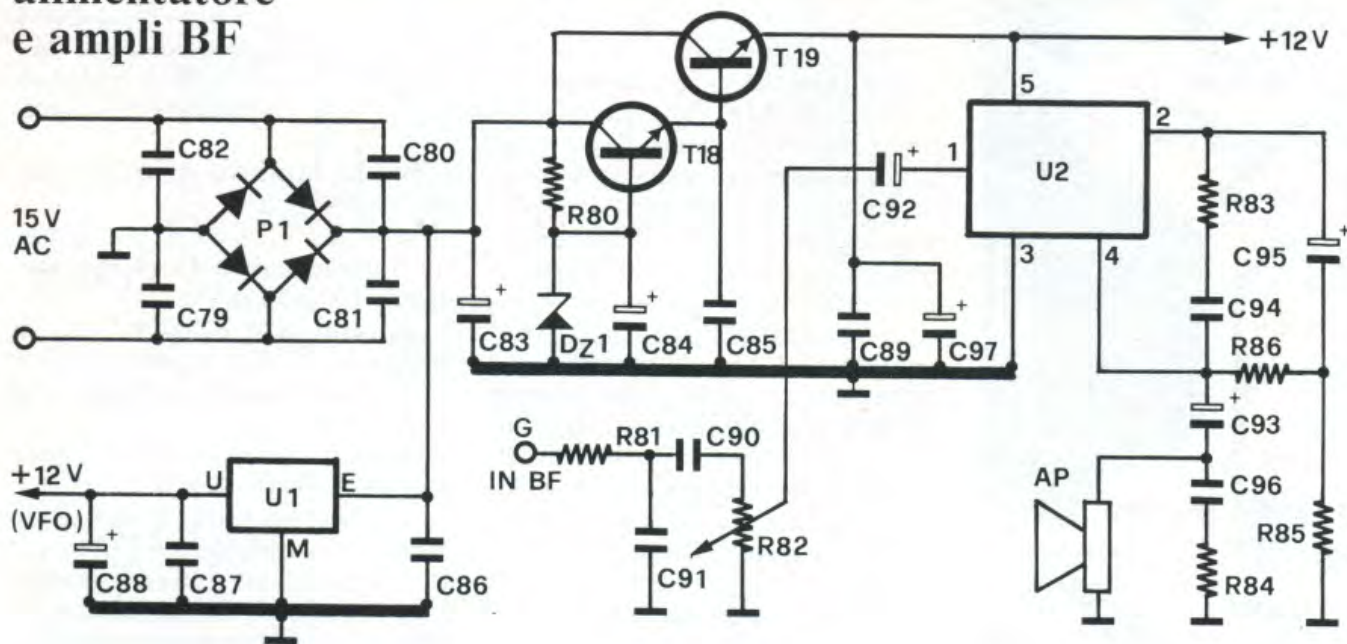 e ampli BF
T19
+12V
5
2
C82
C80
T18
1
U2
C92
+
R83
+
15V
AC
P1
R80
C95
3
4
C79
C81
+
C83
DZ1
+
C84
C85
C89
+
C97
C94
R86
+
C93
G
IN BF
R81
C90
AP
C96
+12V
(VFO)
U
U1
E
M
+
C88
C87
C86
C91
R82
R85
R84